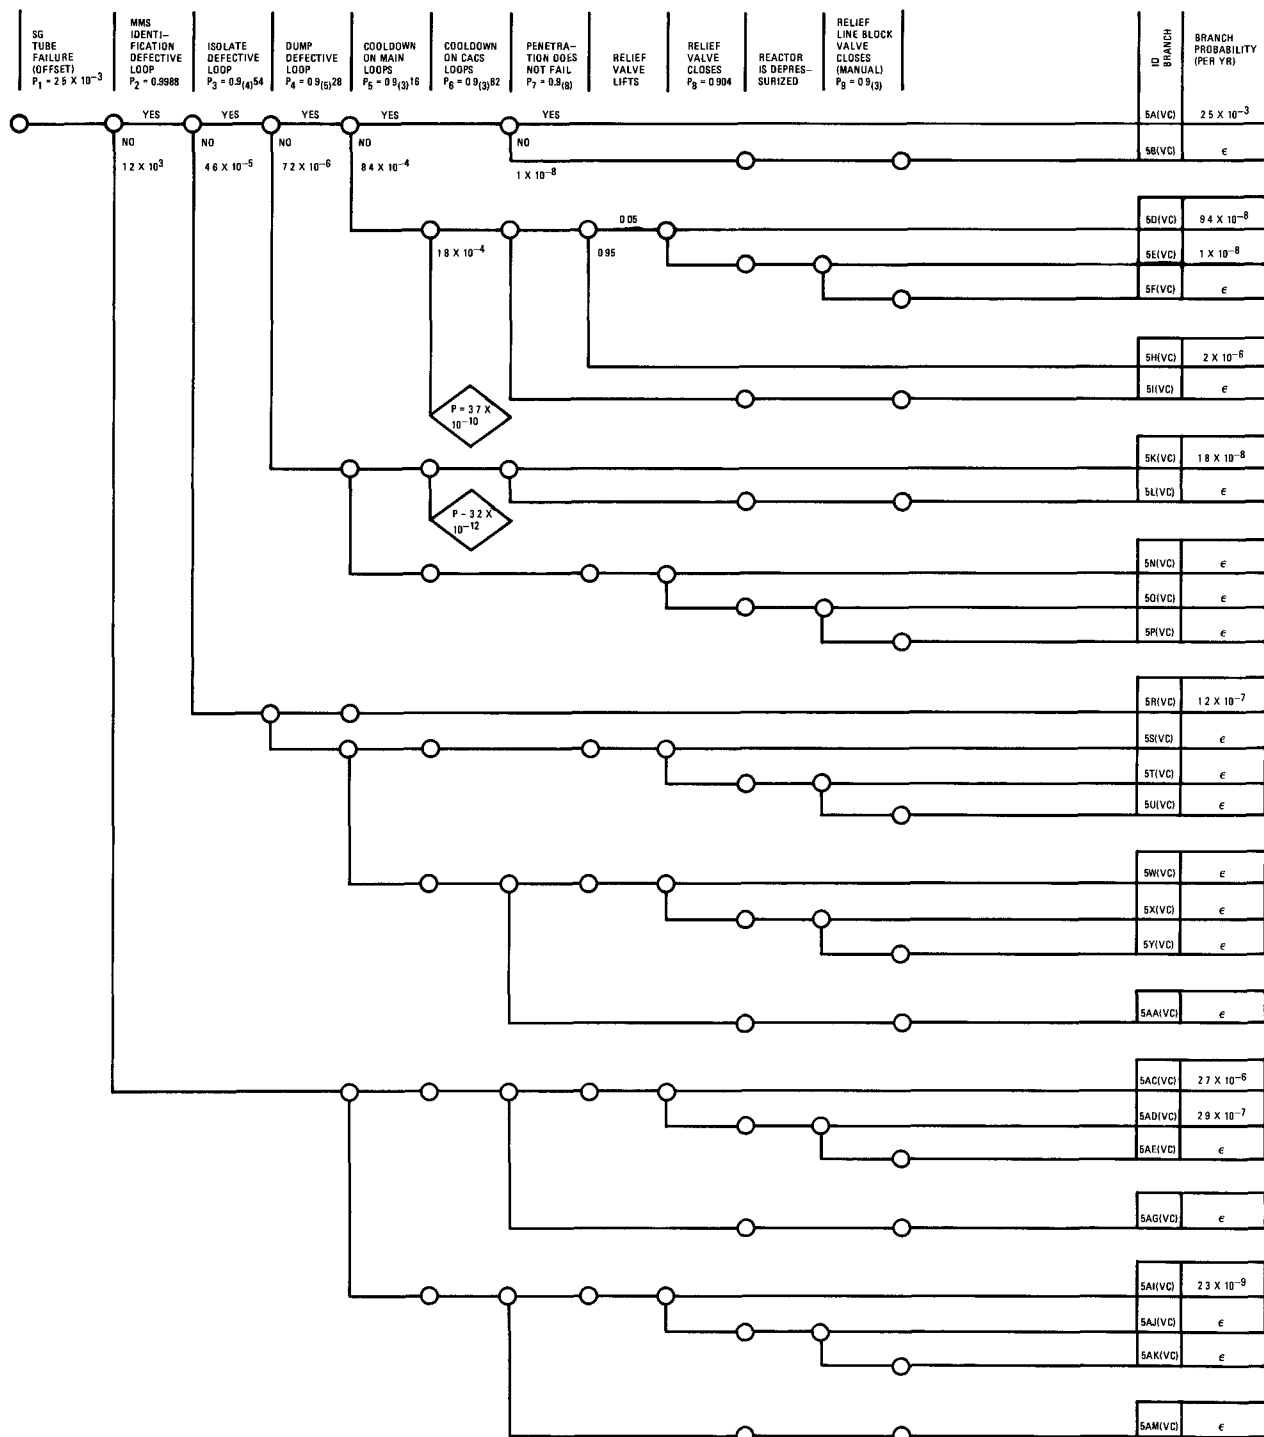 SG
TUBE
FAILURE
(OFFSET)
P1 = 2 5 X 10−3
MMS
IDENTI–
FICATION
DEFECTIVE
LOOP
P2 = 0.9988
ISOLATE
DEFECTIVE
LOOP
P3 = 0.9(4)54
DUMP
DEFECTIVE
LOOP
P4 = 0 9(5)28
COOLDOWN
ON MAIN
LOOPS
P5 = 0 9(3)16
COOLDOWN
ON CACS
LOOPS
P6 = 0 9(3)82
PENETRA–
TION DOES
NOT FAIL
P7 = 0.9(8)
RELIEF
VALVE
LIFTS
RELIEF
VALVE
CLOSES
P8 = 0 904
REACTOR
IS DEPRES–
SURIZED
RELIEF
LINE BLOCK
VALVE
CLOSES
(MANUAL)
P9 = 0 9(3)
ID
BRANCH
BRANCH
PROBABILITY
(PER YR)
YES
YES
YES
YES
YES
5A(VC) 2 5 X 10−3
NO
NO
NO
NO
NO
5B(VC) ϵ
1 2 X 103
4 6 X 10−5
7 2 X 10−6
8 4 X 10−4
1 X 10−8
0 05
5D(VC) 9 4 X 10−8
1 8 X 10−4
0.95
5E(VC) 1 X 10−8
5F(VC) ϵ
5H(VC) 2 X 10−6
5I(VC) ϵ
P = 3 7 X
10−10
5K(VC) 1 8 X 10−8
5L(VC) ϵ
P – 3 2 X
10−12
5N(VC) ϵ
5O(VC) ϵ
5P(VC) ϵ
5R(VC) 1 2 X 10−7
5S(VC) ϵ
5T(VC) ϵ
5U(VC) ϵ
5W(VC) ϵ
5X(VC) ϵ
5Y(VC) ϵ
5AA(VC) ϵ
5AC(VC) 2 7 X 10−6
5AD(VC) 2 9 X 10−7
5AE(VC) ϵ
5AG(VC) ϵ
5AI(VC) 2 3 X 10−9
5AJ(VC) ϵ
5AK(VC) ϵ
5AM(VC) ϵ